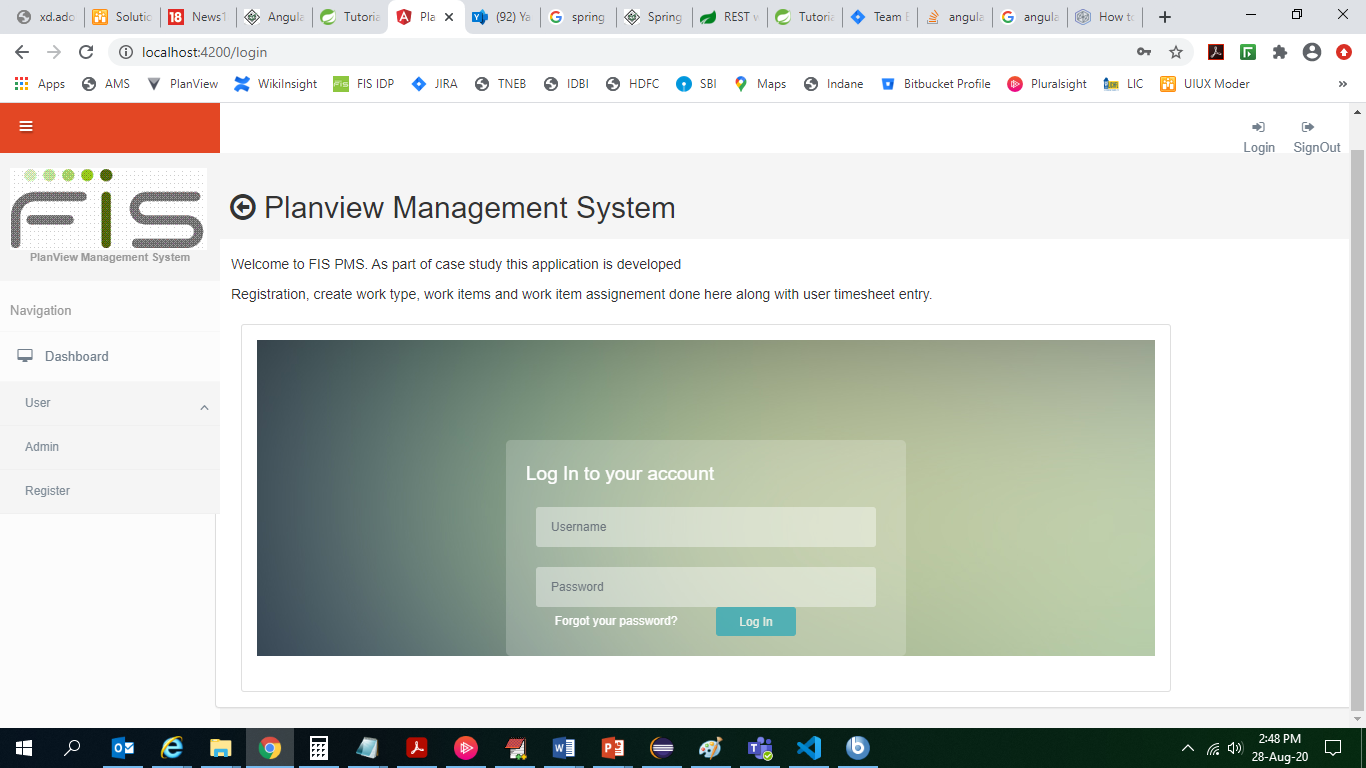 xd.ado
Soluti
News1
Angula
Tutoria
Pla
(92) Ya
spring
Spring
REST w
Tutoria
Team E
angula
angula
How to
localhost:4200/login
Apps
AMS
PlanView
WikiInsight
FIS IDP
JIRA
TNEB
IDBI
HDFC
SBI
Maps
Indane
Bitbucket Profile
Pluralsight
LIC
UIUX Moder
»
Login
SignOut
FIS
PlanView Management System
Planview Management System
Welcome to FIS PMS. As part of case study this application is developed
Registration, create work type, work items and work item assignement done here along with user timesheet entry.
Navigation
Dashboard
User
Admin
Register
Log In to your account
Username
Password
Forgot your password?
Log In
2:48 PM
28-Aug-20